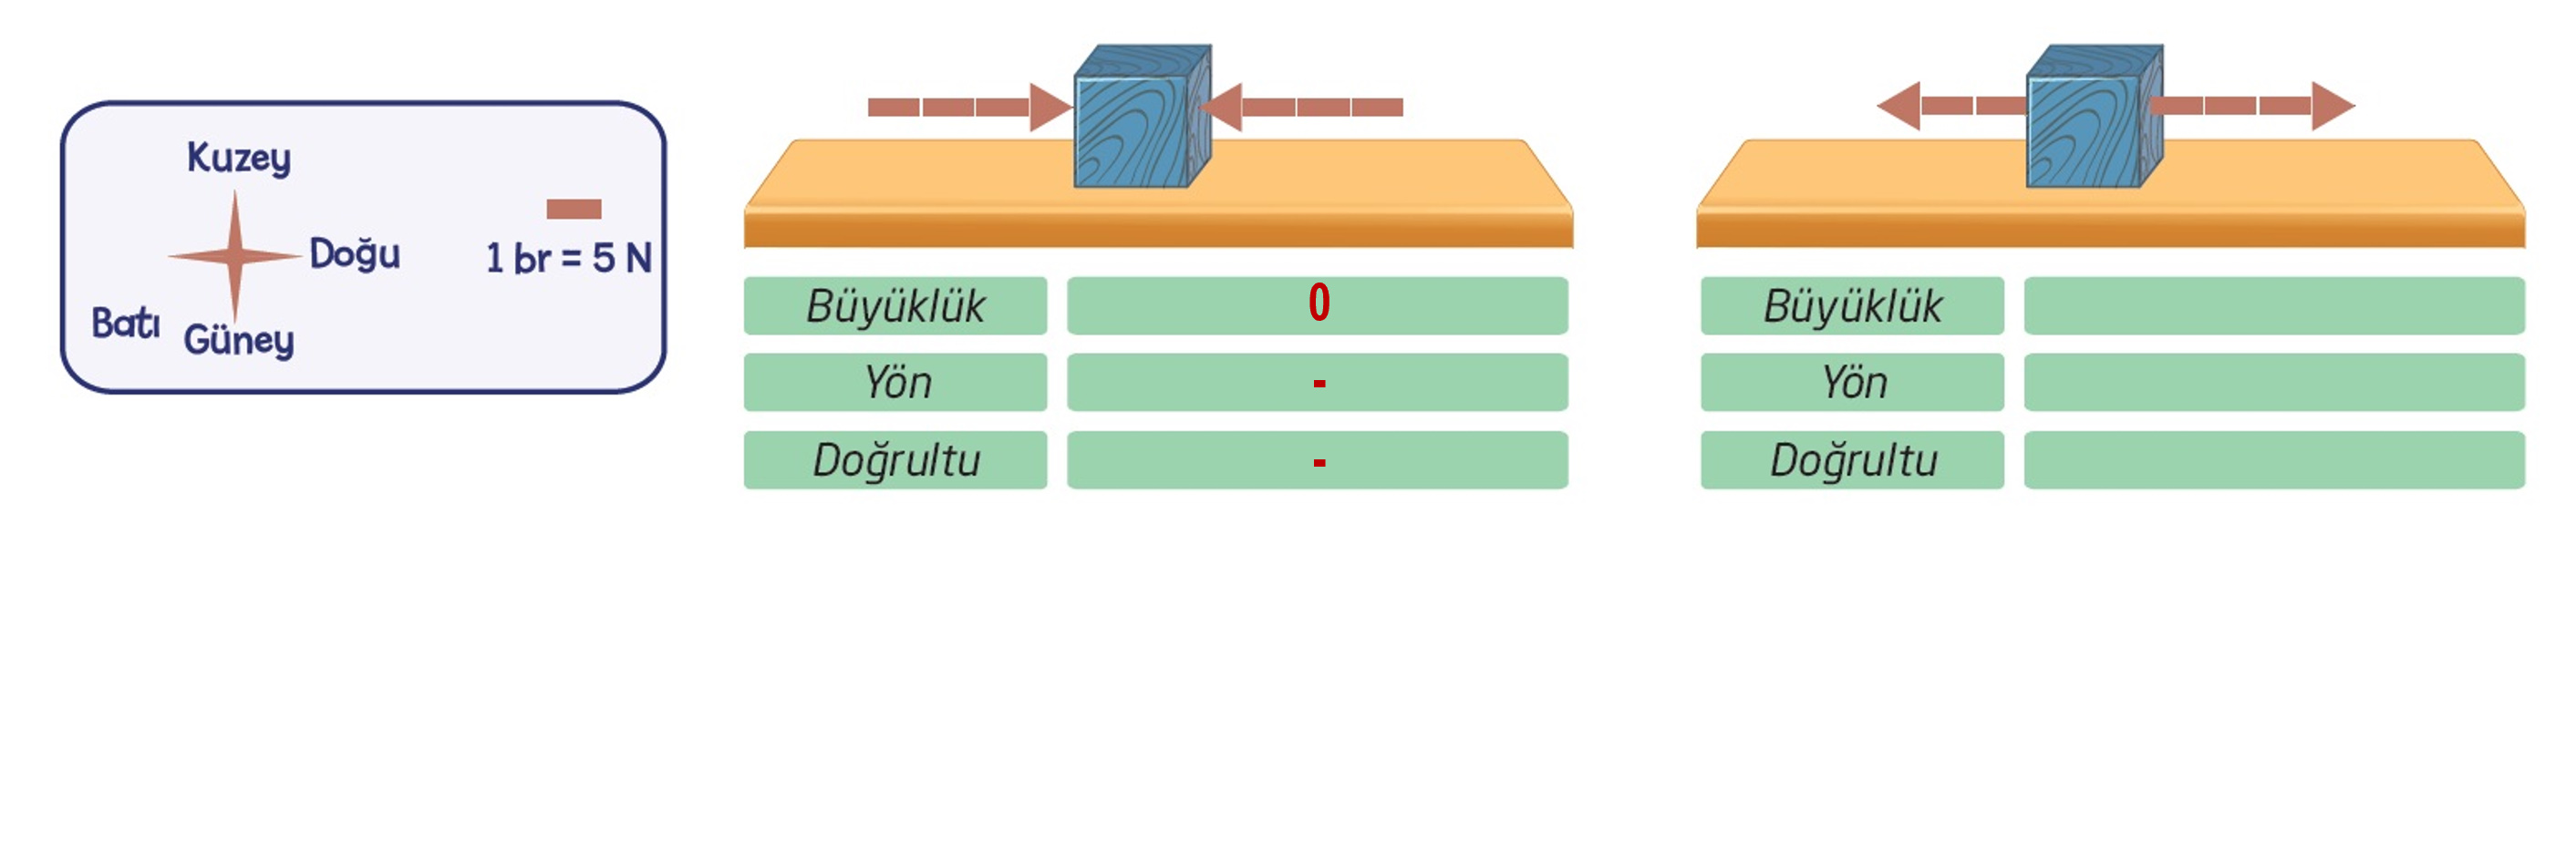 Kuzey
Doğu
Batı
Güney
1 br = 5 N
Büyüklük
0
Yön
-
Doğrultu
-
Büyüklük
Yön
Doğrultu